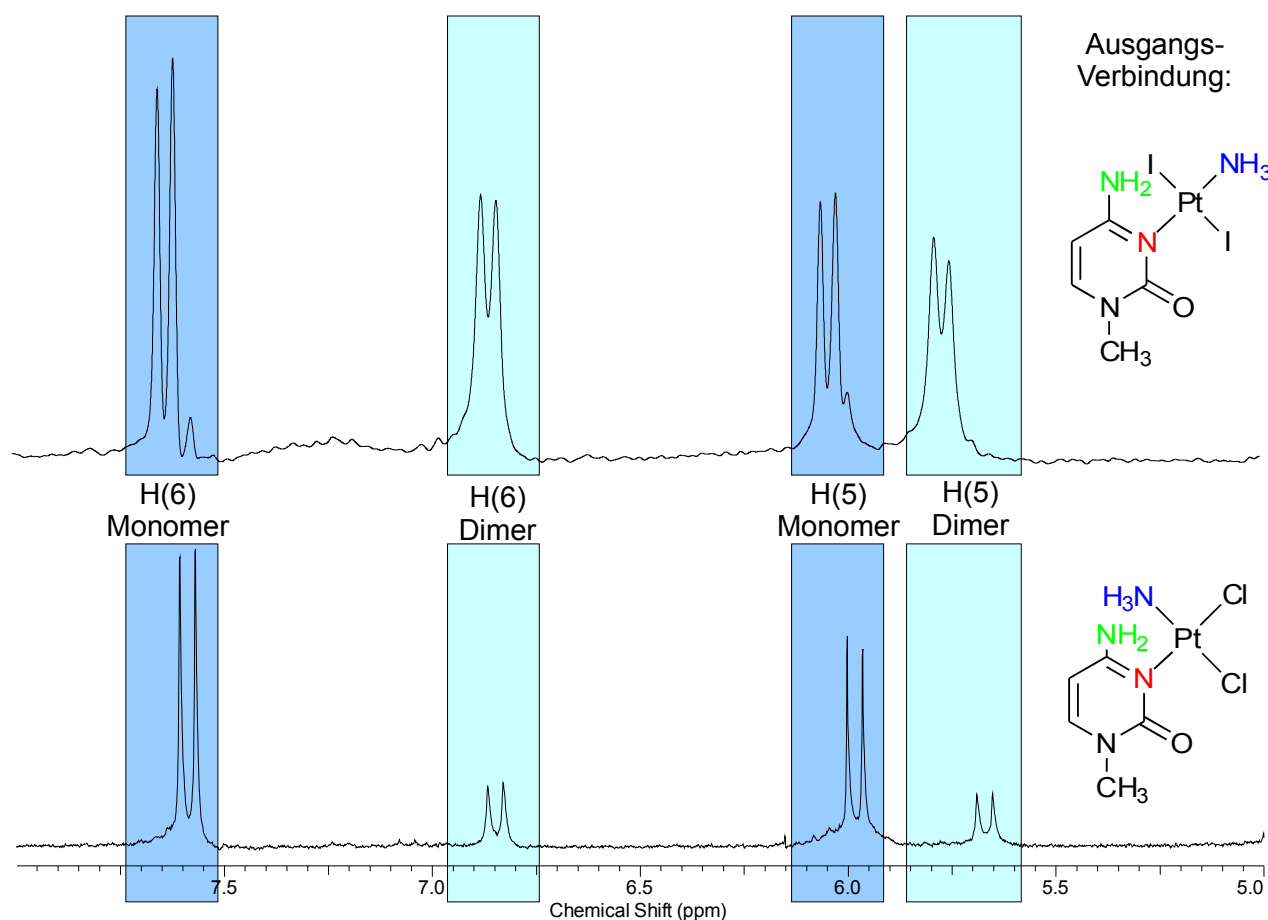 Ausgangs-
Verbindung:
I
NH3
NH2
Pt
N
I
N
O
CH3
H(6)
Monomer
H(6)
Dimer
H(5)
Monomer
H(5)
Dimer
H3N
Cl
NH2
Pt
N
Cl
N
O
CH3
7.5
7.0
6.5
6.0
5.5
5.0
Chemical Shift (ppm)